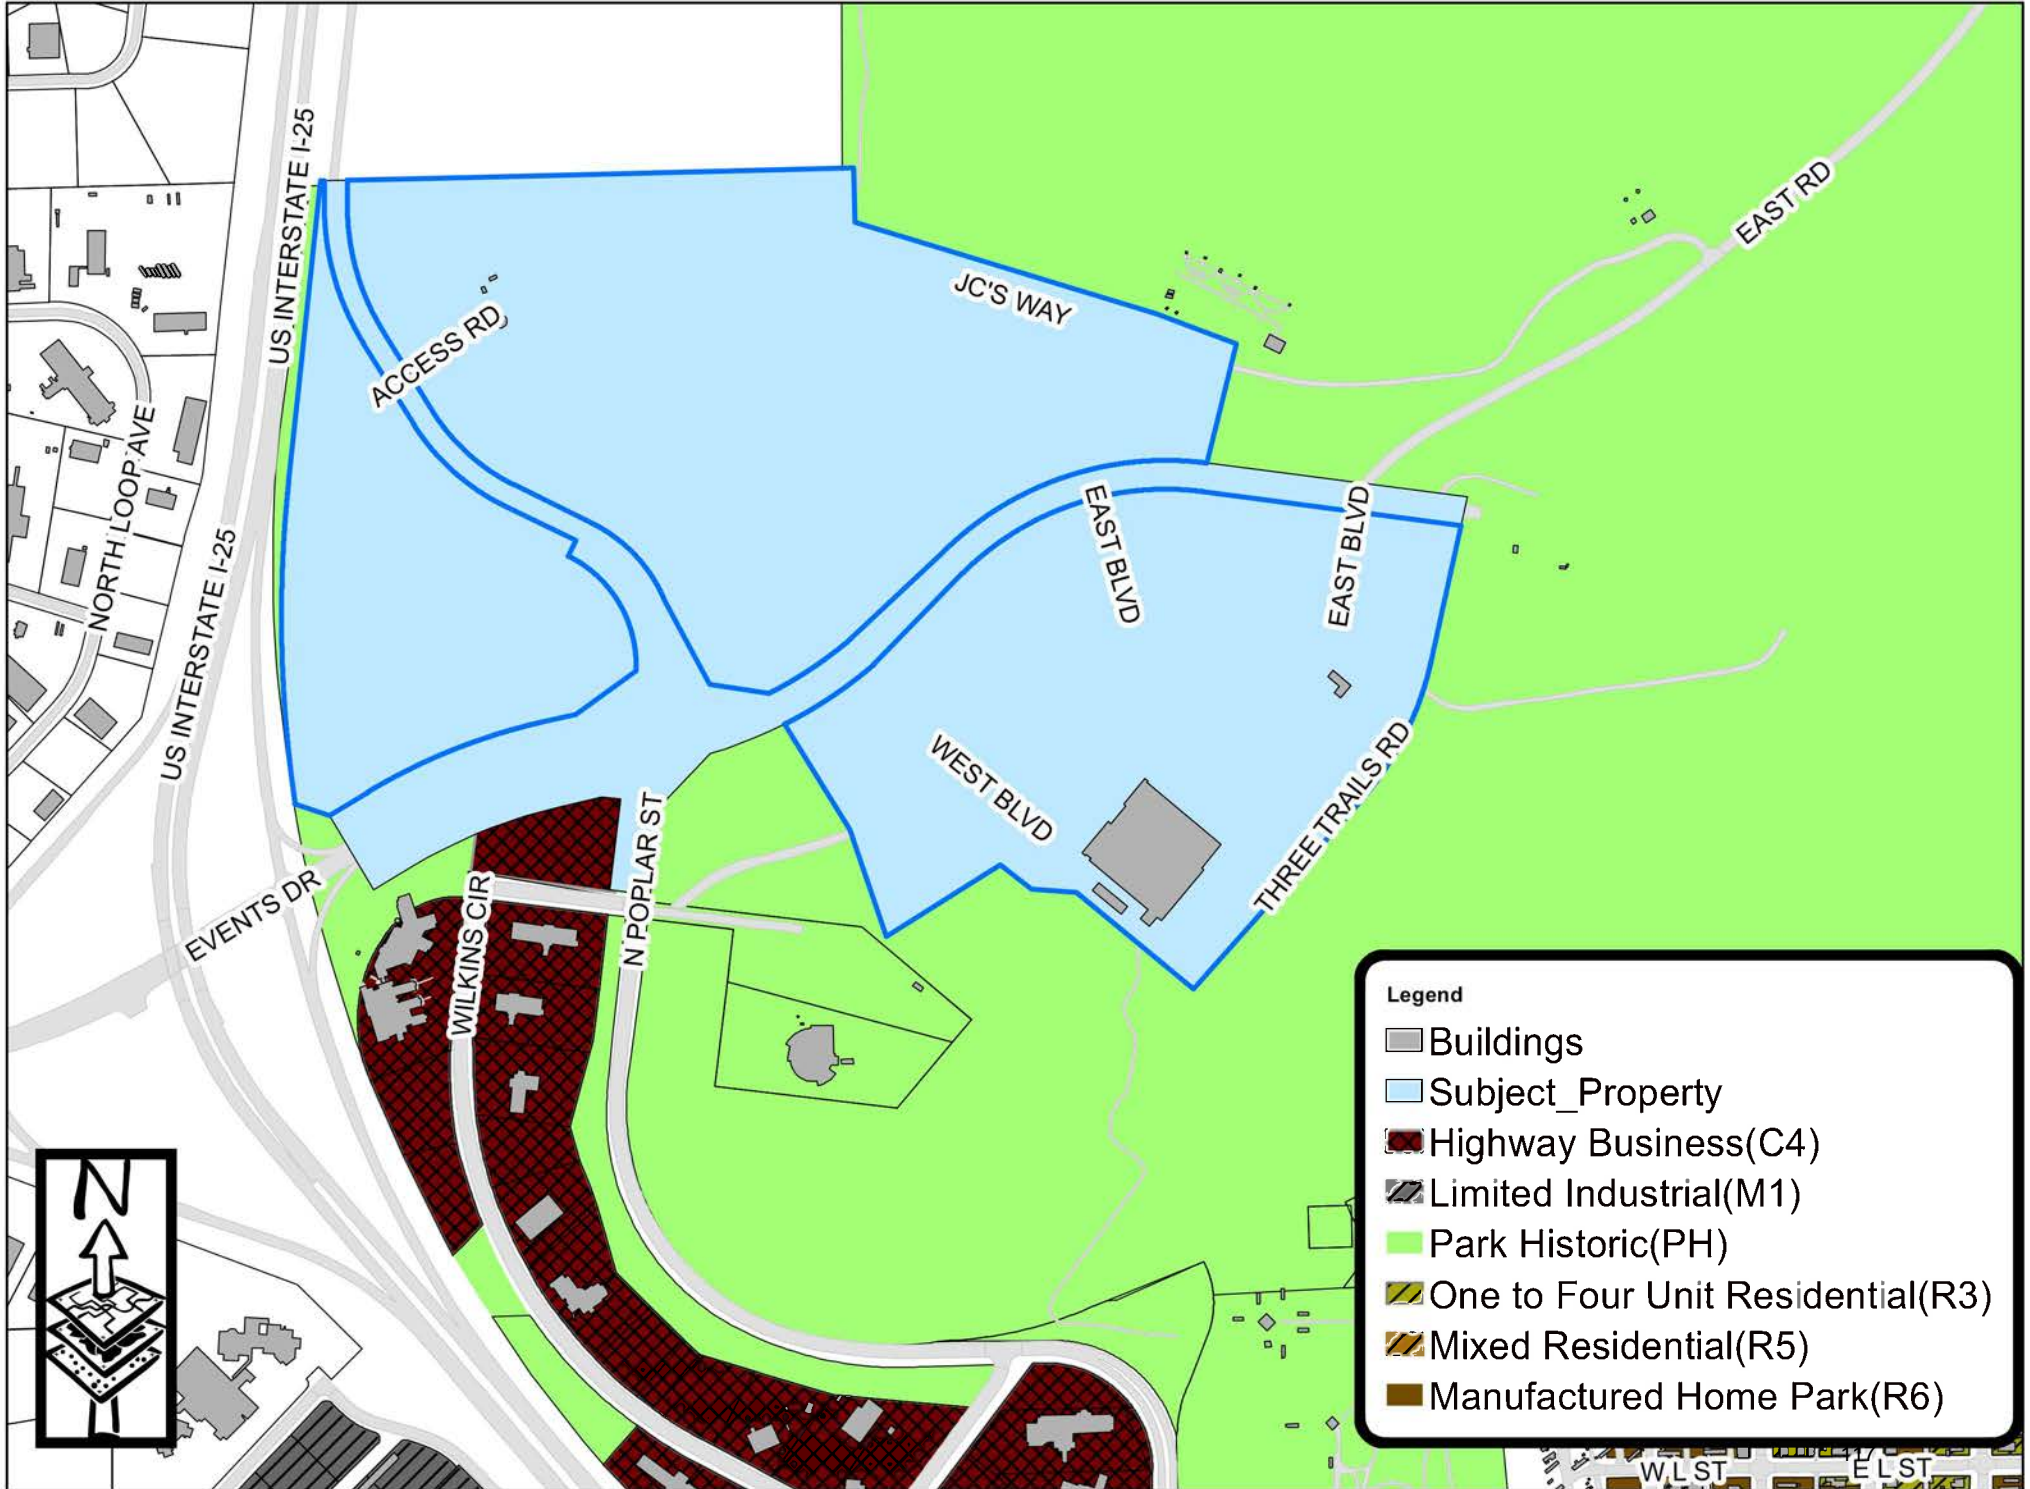 US INTERSTATE I-25
EAST RD
JC'S WAY
ACCESS RD
NORTH LOOP AVE
EAST BLVD
EAST BLVD
US INTERSTATE I-25
WEST BLVD
THREE TRAILS RD
N POPLAR ST
EVENTS DR
WILKINS CIR
Legend
Buildings
Subject_Property
Highway Business(C4)
Limited Industrial(M1)
Park Historic(PH)
One to Four Unit Residential(R3)
Mixed Residential(R5)
Manufactured Home Park(R6)
N
W L ST
E L ST